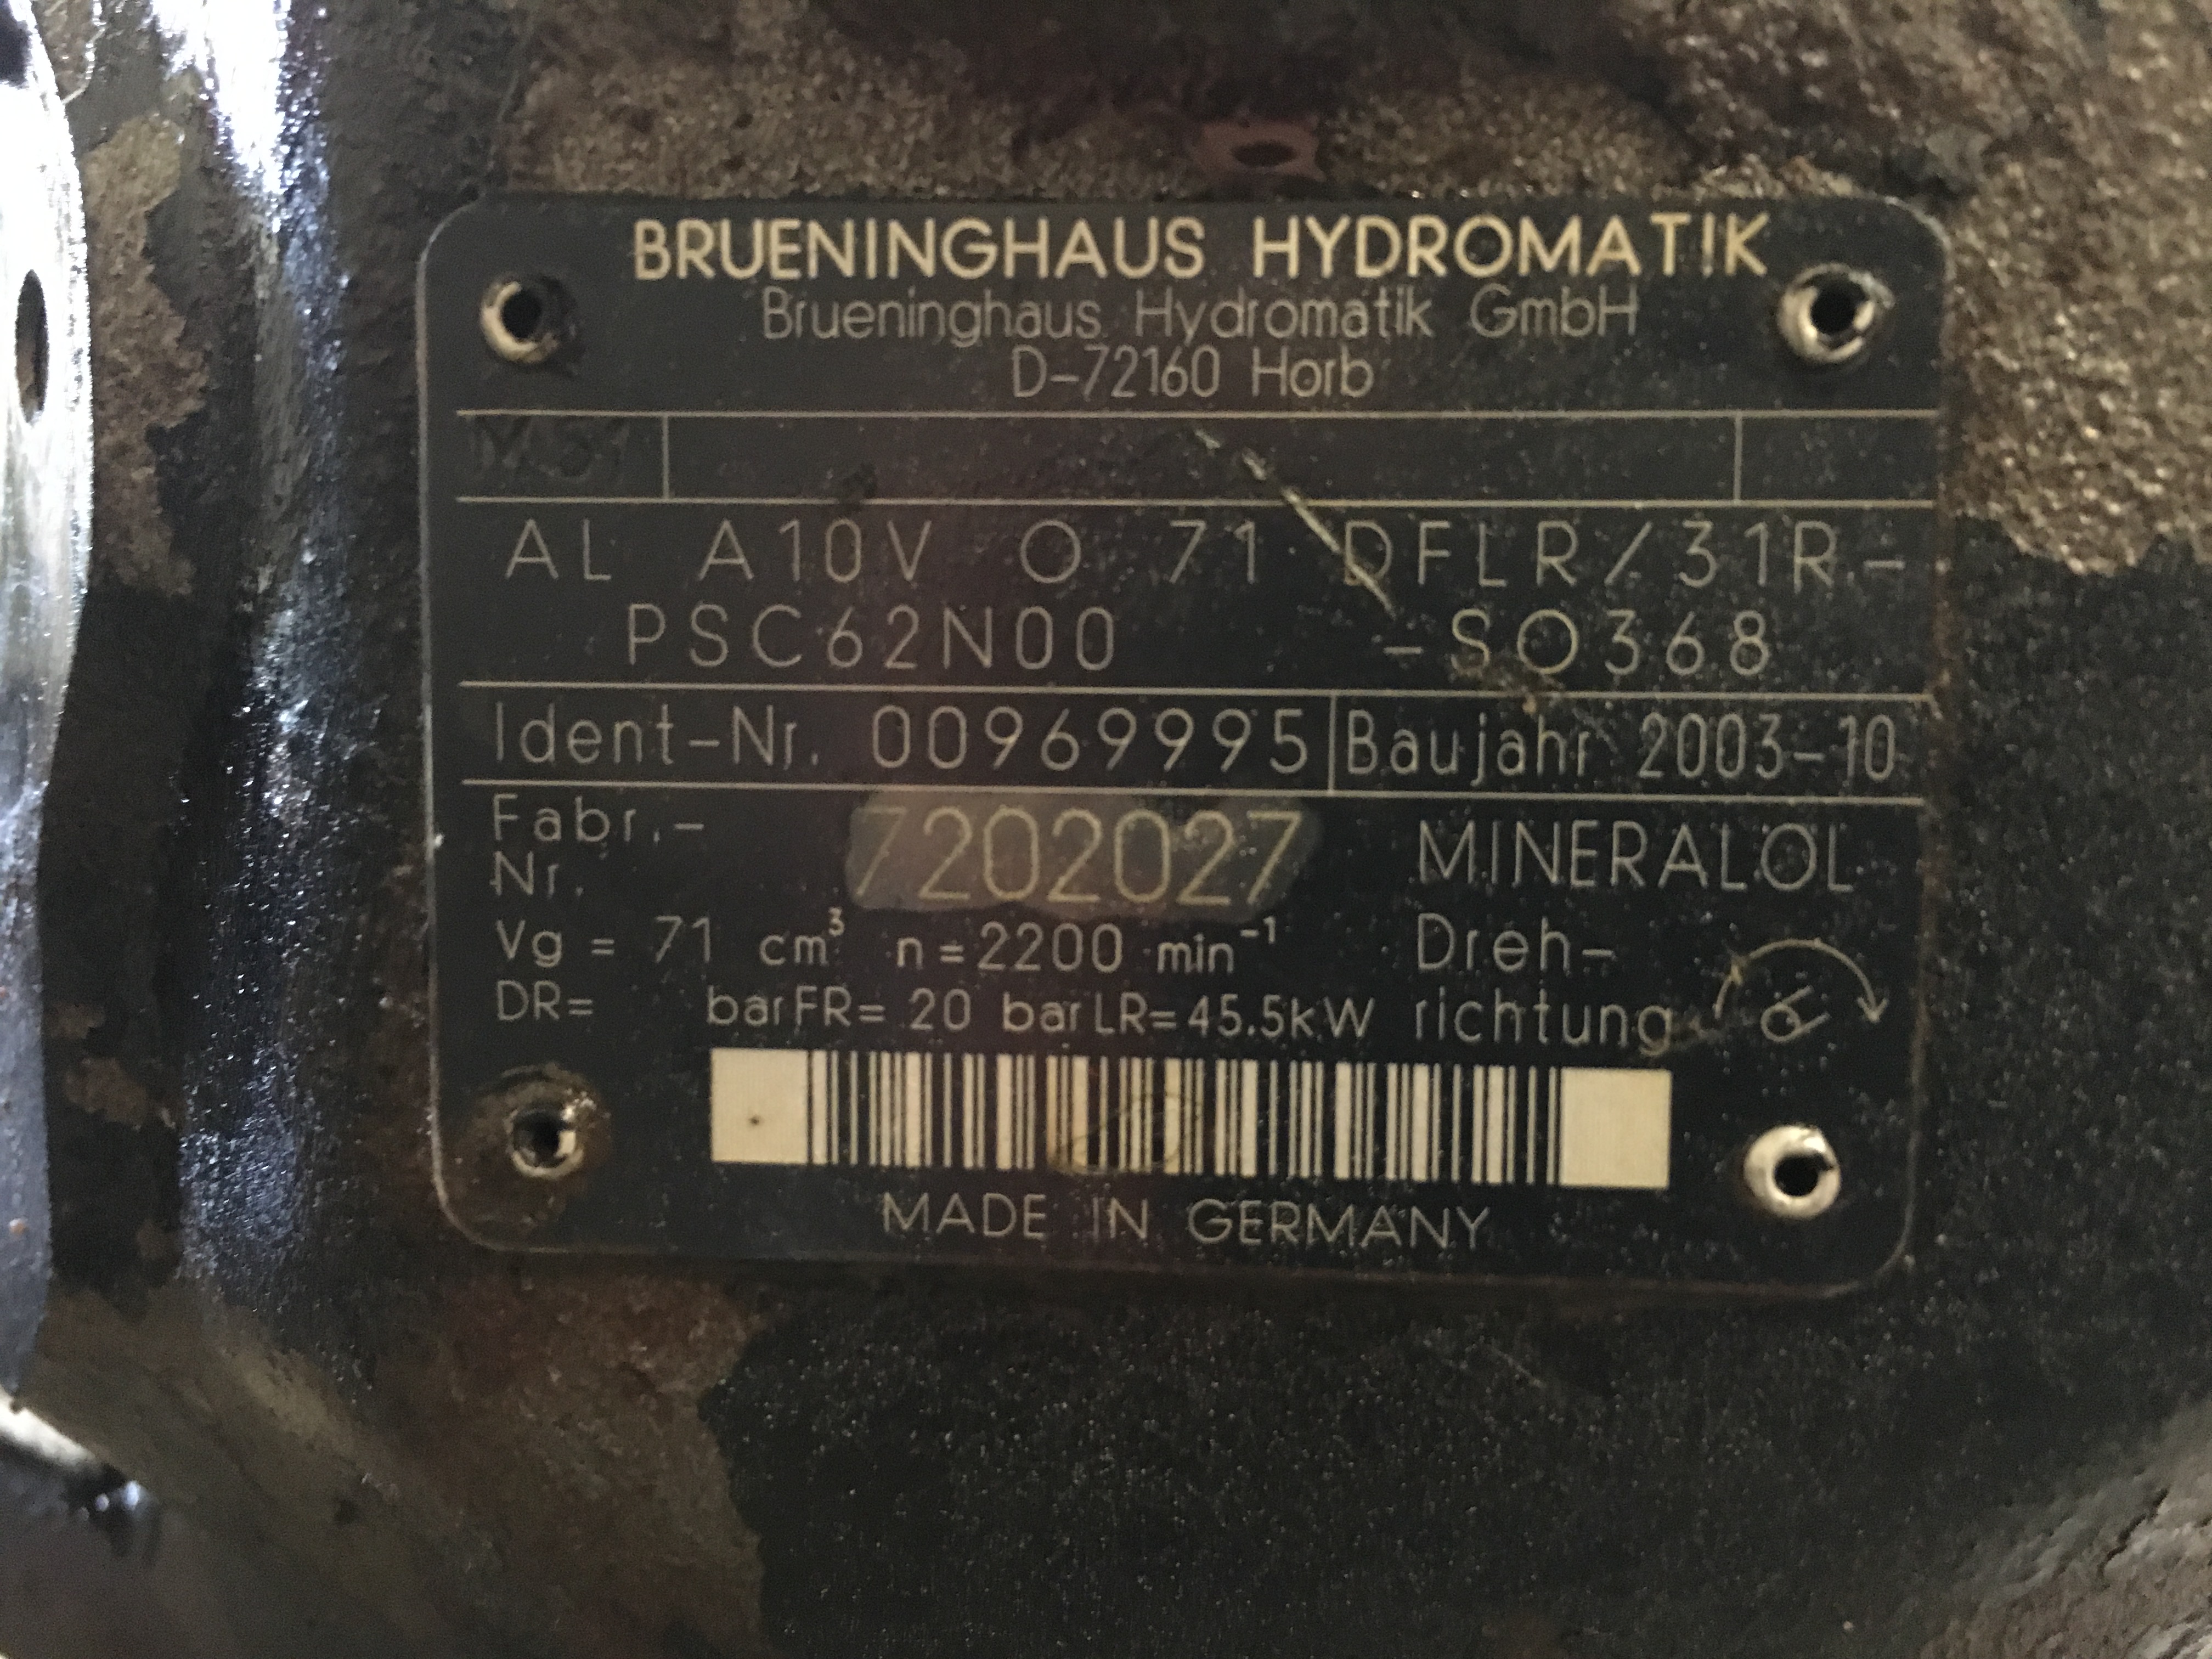 BRUENINGHAUS HYDROMATIK
Brueninghaus Hydromatik GmbH
D-72160 Horb
AL A10V O 71 DFLR/31R-
PSC62N00 -SO368
Ident-Nr. 00969995 Baujahr 2003-10
Fabr.-
Nr. 7202027 MINERALÖL
Vg = 71 cm³ n=2200 min⁻¹ Dreh-
DR= bar FR= 20 bar LR=45.5kW richtung
MADE IN GERMANY